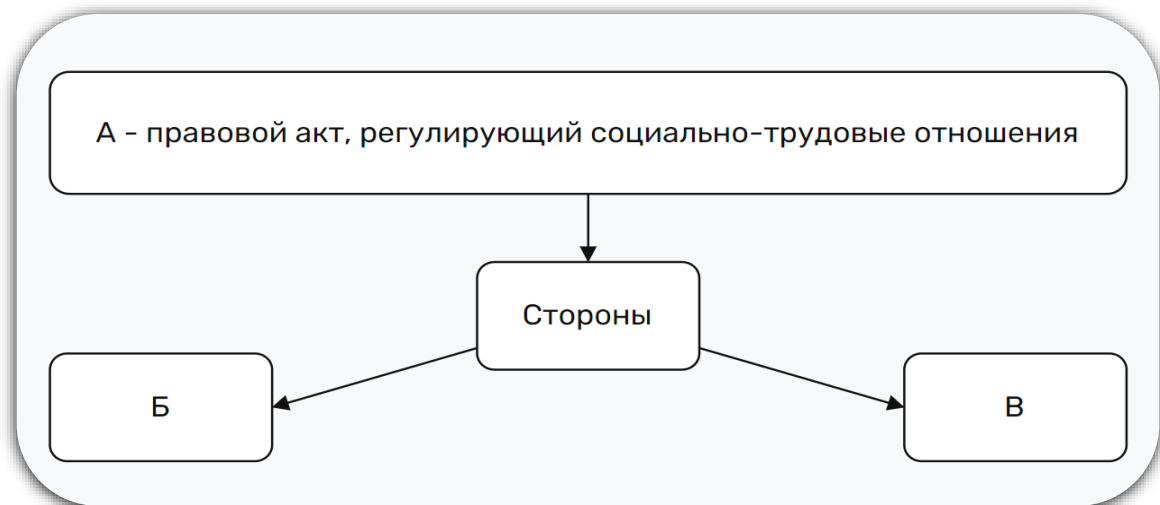 А - правовой акт, регулирующий социально-трудовые отношения
Стороны
Б
В